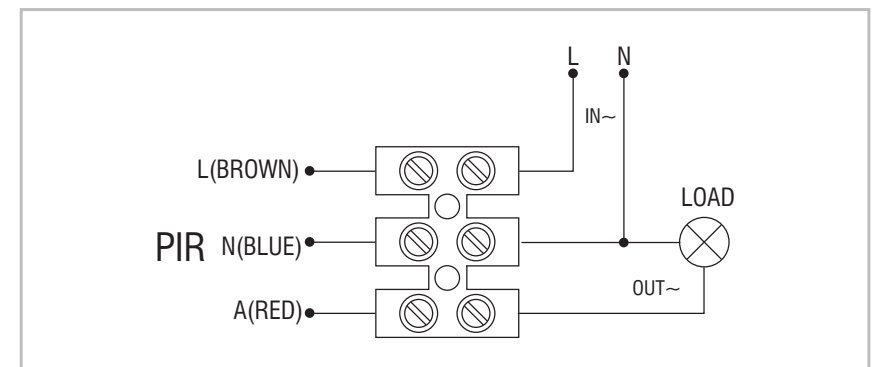 L N
IN~
L(BROWN)
LOAD
PIR N(BLUE)
OUT~
A(RED)